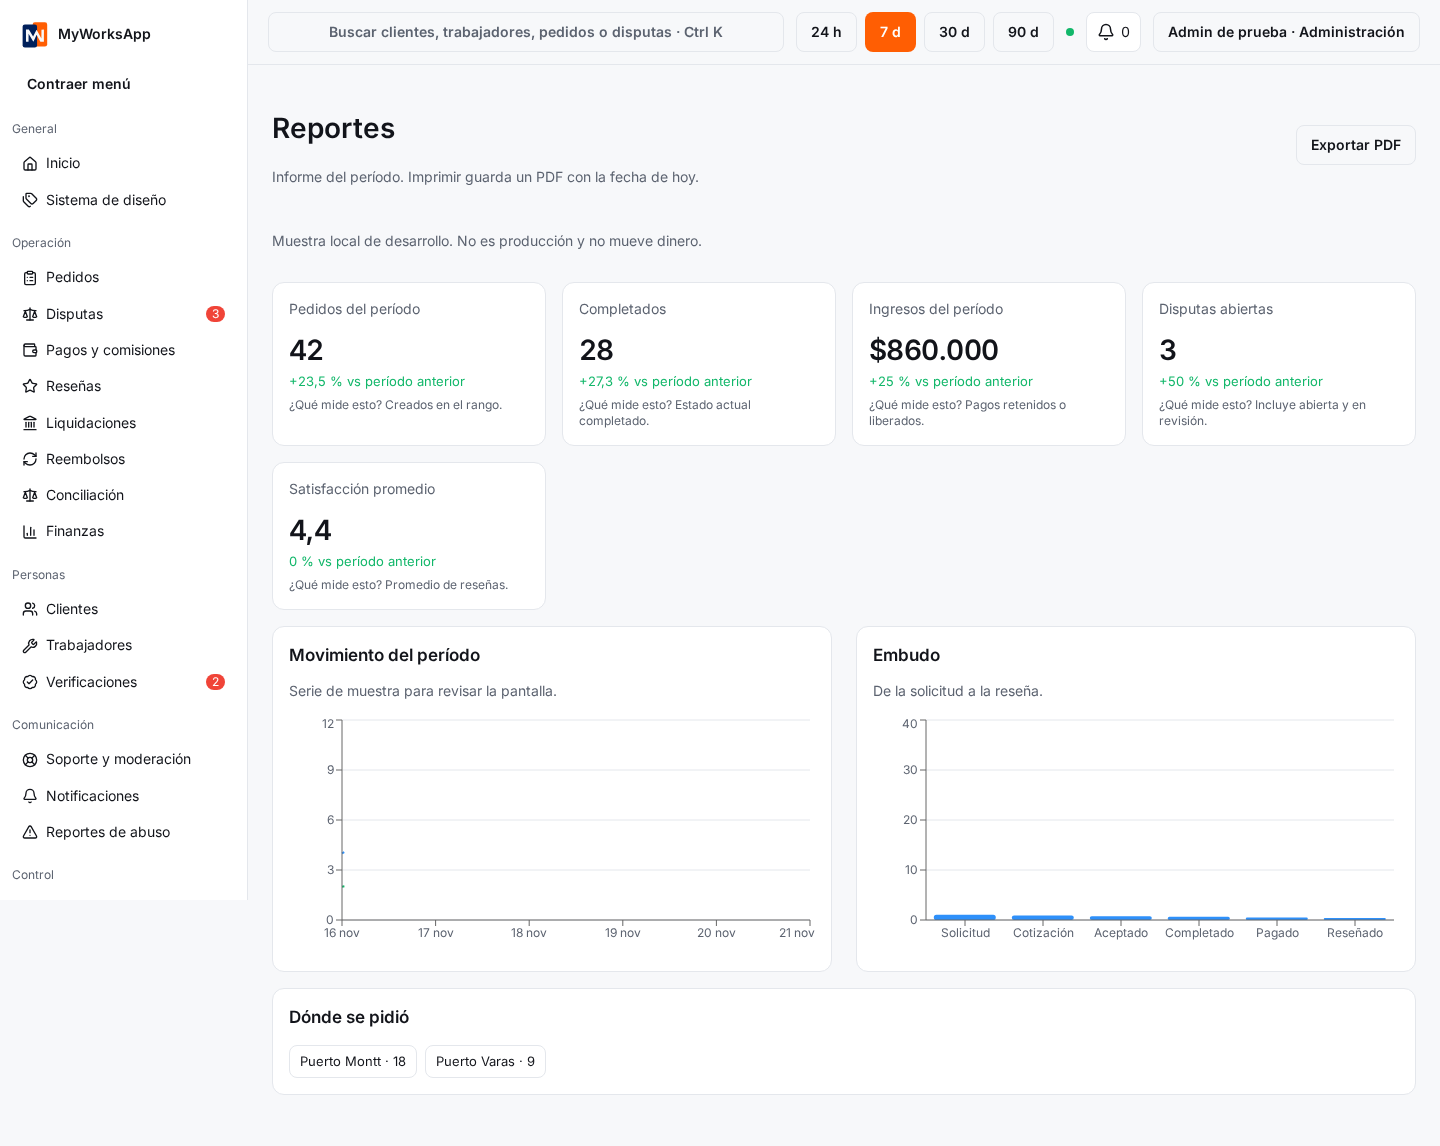 MyWorksApp
Contraer menú
General
Inicio
Sistema de diseño
Operación
Pedidos
Disputas 3
Pagos y comisiones
Reseñas
Liquidaciones
Reembolsos
Conciliación
Finanzas
Personas
Clientes
Trabajadores
Verificaciones 2
Comunicación
Soporte y moderación
Notificaciones
Reportes de abuso
Control
Buscar clientes, trabajadores, pedidos o disputas · Ctrl K
24 h
7 d
30 d
90 d
0
Admin de prueba · Administración
Reportes
Exportar PDF
Informe del período. Imprimir guarda un PDF con la fecha de hoy.
Muestra local de desarrollo. No es producción y no mueve dinero.
Pedidos del período
42
+23,5 % vs período anterior
¿Qué mide esto? Creados en el rango.
Completados
28
+27,3 % vs período anterior
¿Qué mide esto? Estado actual
completado.
Ingresos del período
$860.000
+25 % vs período anterior
¿Qué mide esto? Pagos retenidos o
liberados.
Disputas abiertas
3
+50 % vs período anterior
¿Qué mide esto? Incluye abierta y en
revisión.
Satisfacción promedio
4,4
0 % vs período anterior
¿Qué mide esto? Promedio de reseñas.
Movimiento del período
Serie de muestra para revisar la pantalla.
12
9
6
3
0
16 nov 17 nov 18 nov 19 nov 20 nov 21 nov
Embudo
De la solicitud a la reseña.
40
30
20
10
0
Solicitud Cotización Aceptado Completado Pagado Reseñado
Dónde se pidió
Puerto Montt · 18
Puerto Varas · 9